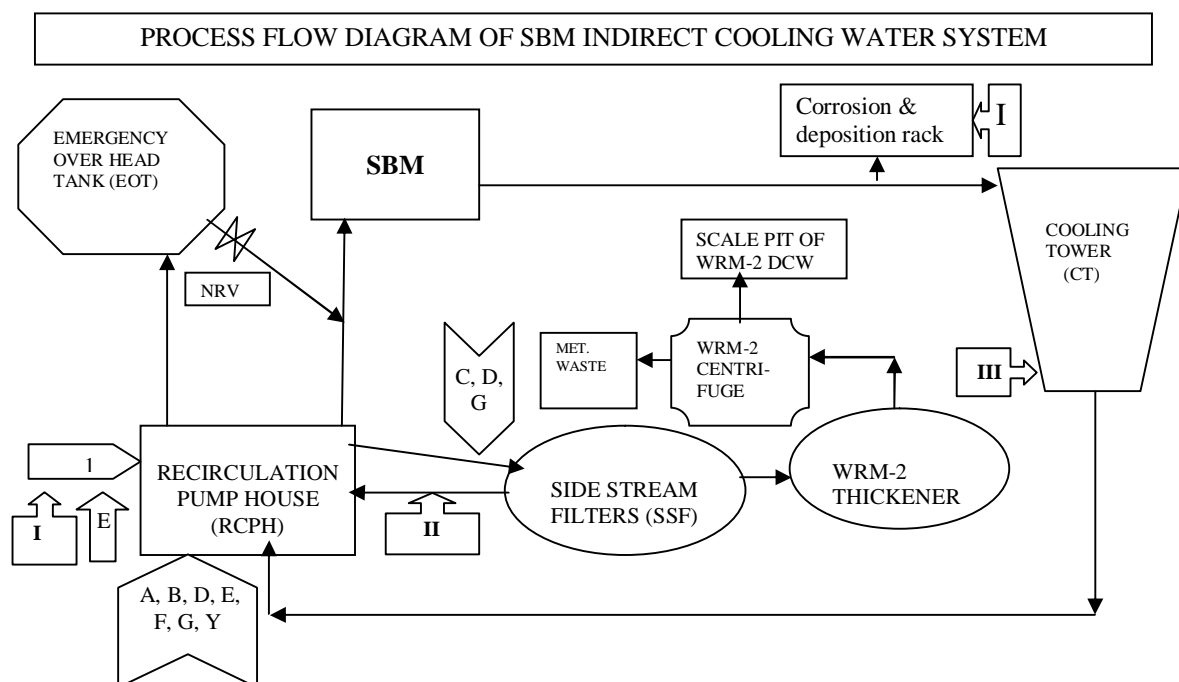 PROCESS FLOW DIAGRAM OF SBM INDIRECT COOLING WATER SYSTEM
EMERGENCY
OVER HEAD
TANK (EOT)
SBM
Corrosion &
deposition rack
I
COOLING
TOWER
(CT)
SCALE PIT OF
WRM-2 DCW
NRV
MET.
WASTE
WRM-2
CENTRI-
FUGE
III
C, D,
G
1
RECIRCULATION
PUMP HOUSE
(RCPH)
SIDE STREAM
FILTERS (SSF)
WRM-2
THICKENER
I
E
II
A, B, D, E,
F, G, Y